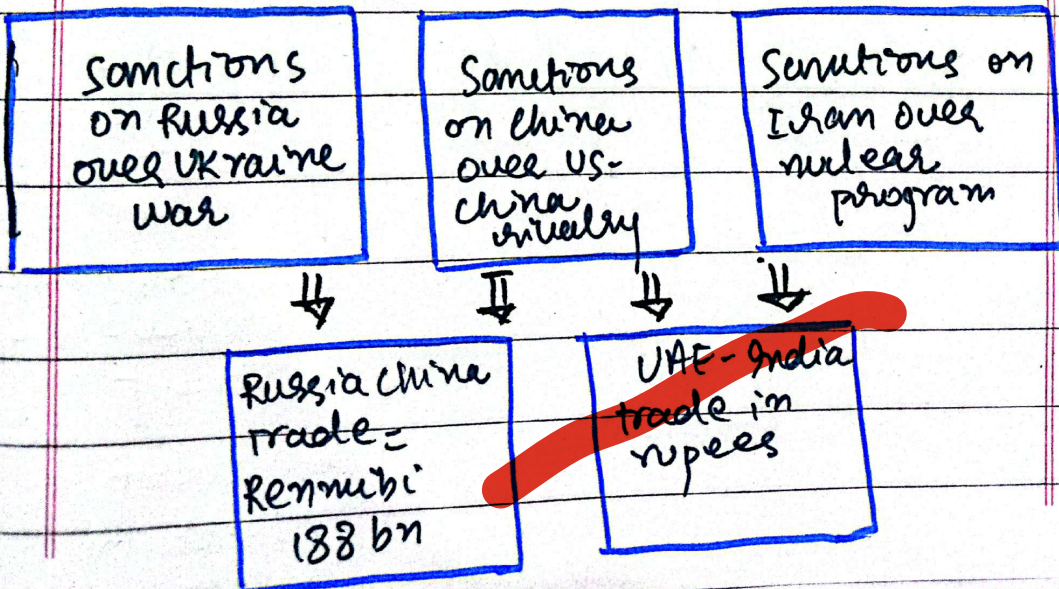 Sanctions
on Russia
over UKraine
war
Sanctions
on China
over US-
China
rivalry
Sanctions on
Iran over
nulear
program
Russia China
Trade =
Renmibi
188 bn
UAE-India
trade in
rupees